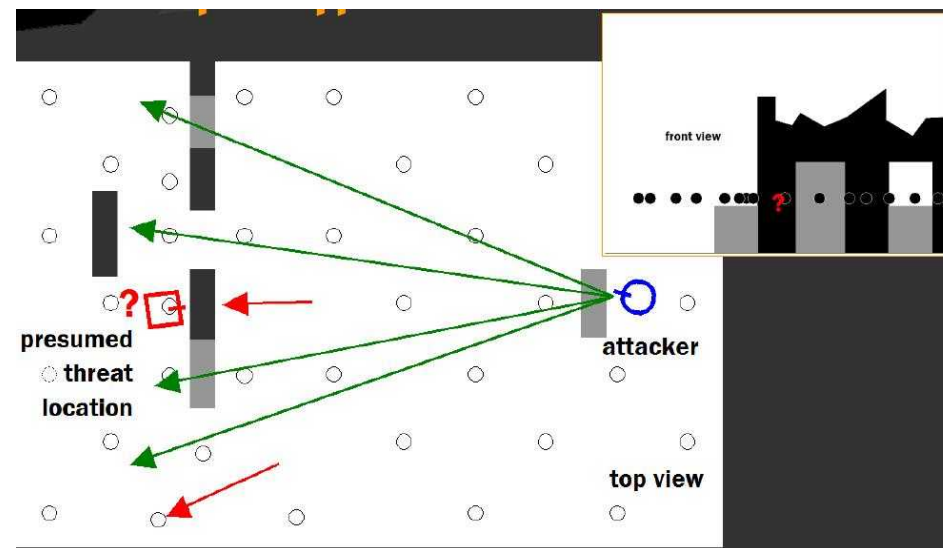 front view
?
?
presumed
threat
location
attacker
top view